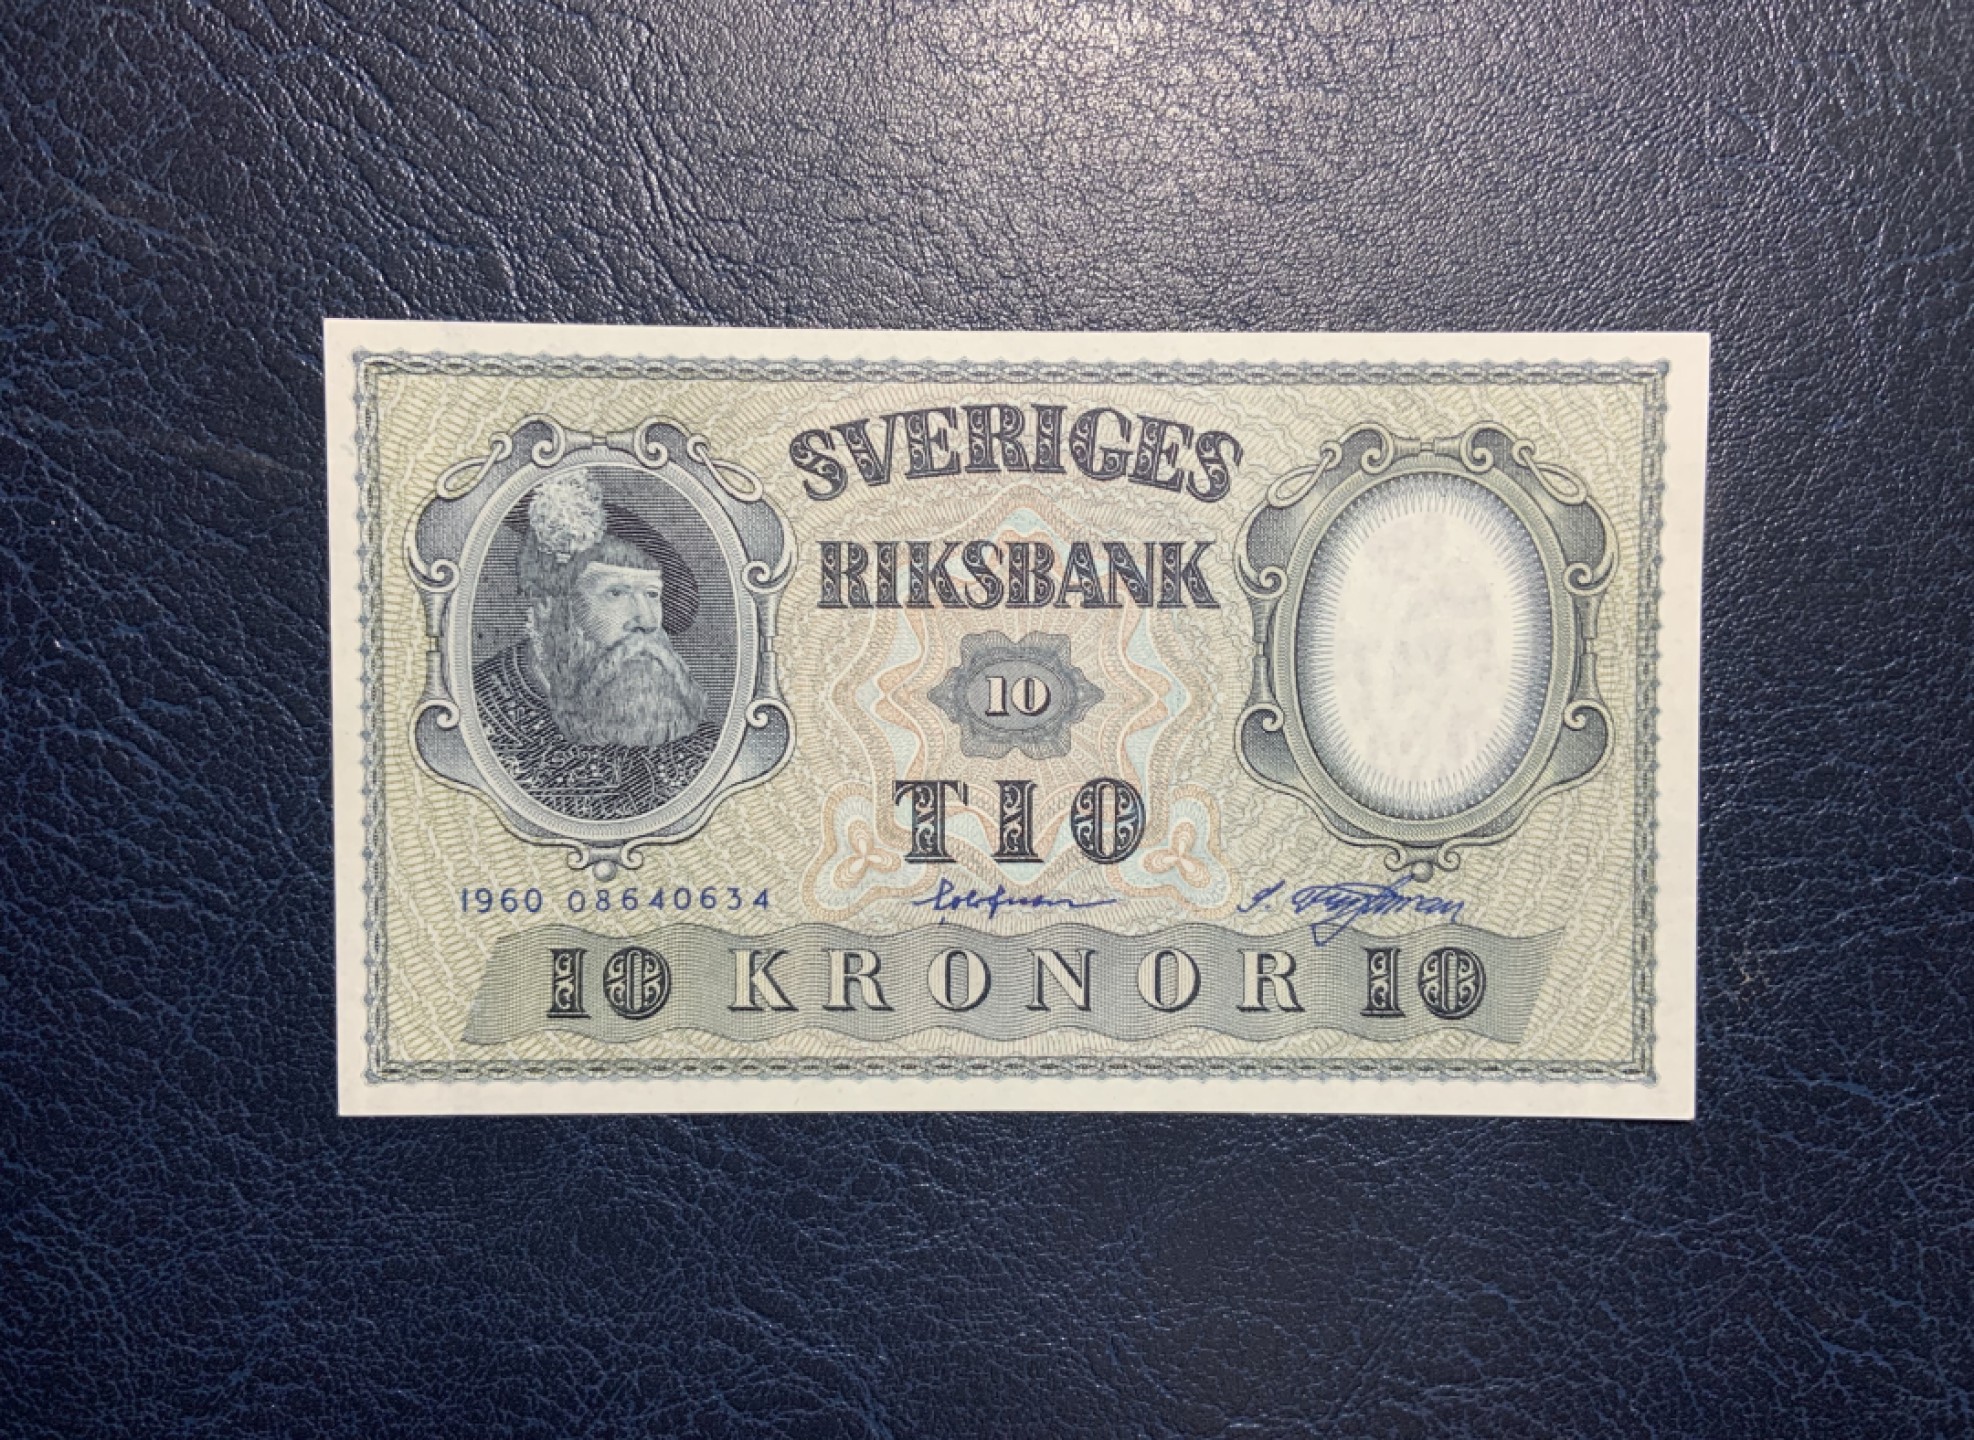 SVERIGES
RIKSBANK
10
TIO
1960 08640634
10 KRONOR 10